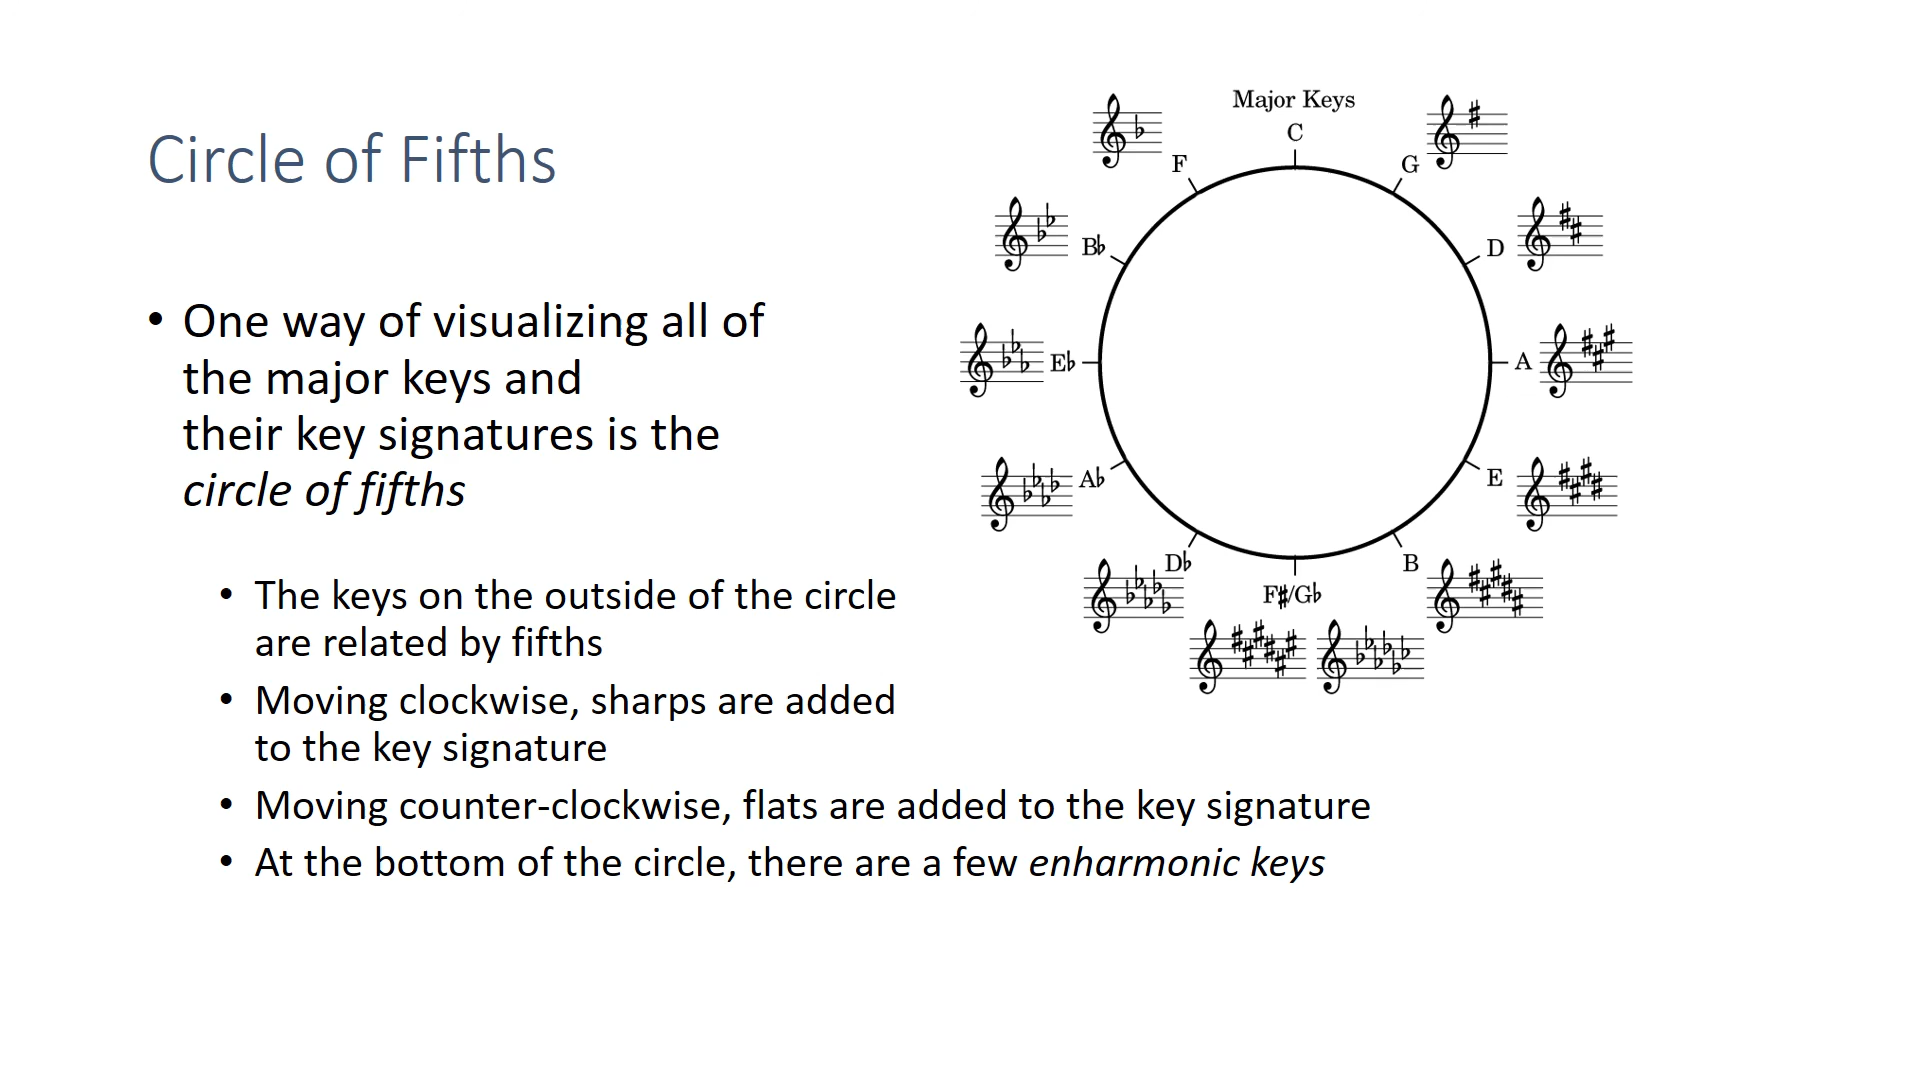 Circle of Fifths
• One way of visualizing all of
the major keys and
their key signatures is the
circle of fifths
• The keys on the outside of the circle
are related by fifths
• Moving clockwise, sharps are added
to the key signature
• Moving counter-clockwise, flats are added to the key signature
• At the bottom of the circle, there are a few enharmonic keys
Major Keys
C
G
D
A
E
B
F♯/G♭
D♭
A♭
E♭
B♭
F